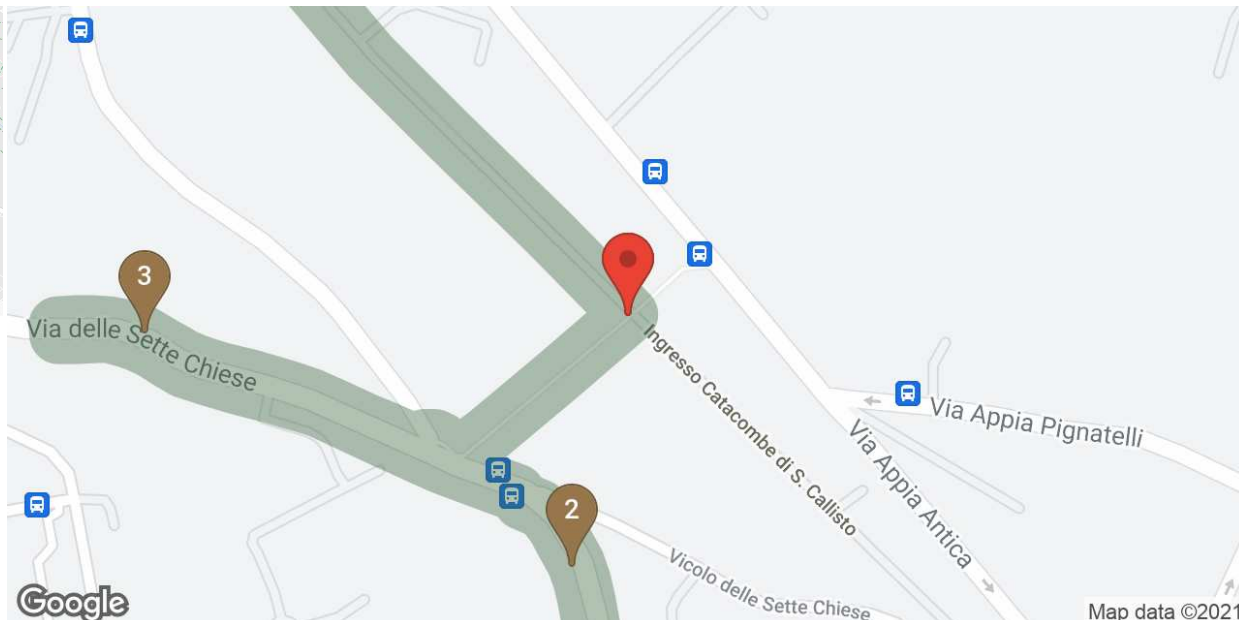 3
Via delle Sette Chiese
Ingresso Catacombe di S. Callisto
Via Appia Pignatelli
Via Appia Antica
2
Vicolo delle Sette Chiese
Google
Map data ©2021